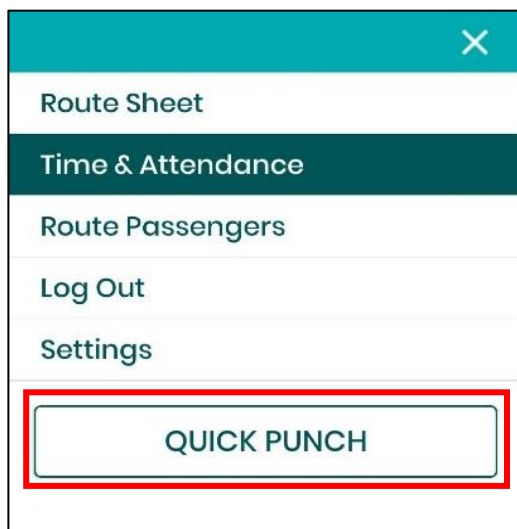 Route Sheet
Time & Attendance
Route Passengers
Log Out
Settings
QUICK PUNCH